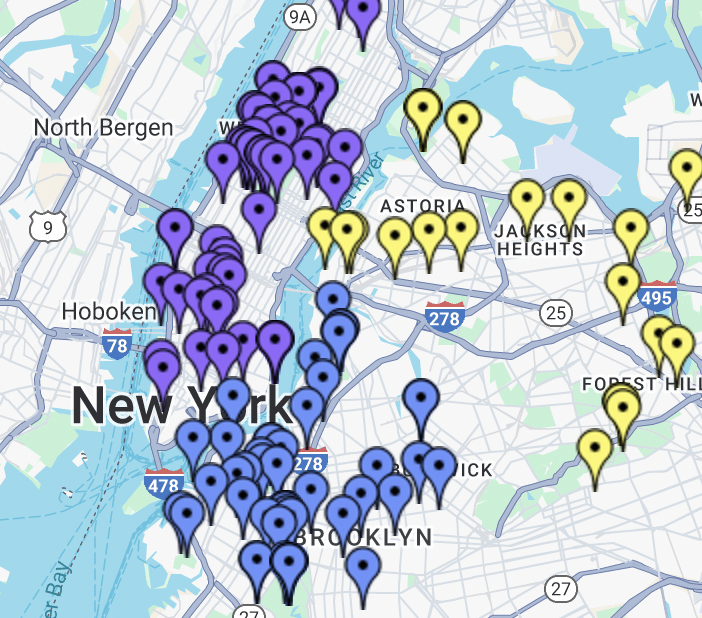 9A
North Bergen
W
W
9
East River
ASTORIA
25
JACKSON
HEIGHTS
495
Hoboken
278
25
78
FOREST HILL
New York
278
BUSHWICK
478
BROOKLYN
er Bay
27
27